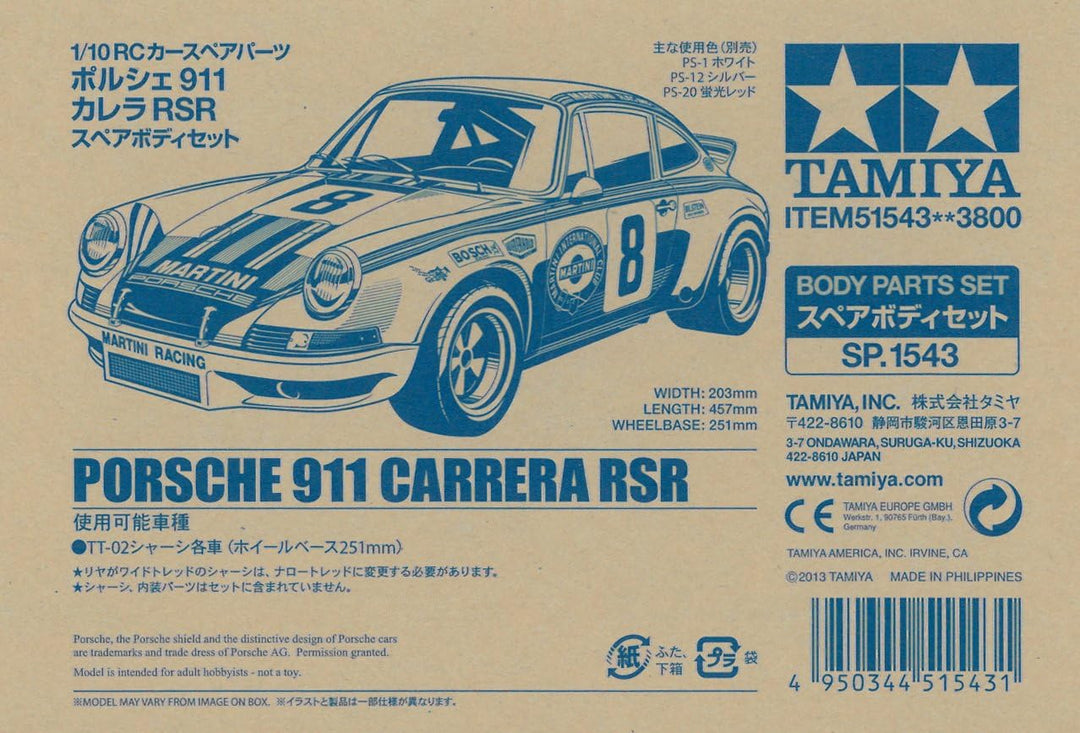 1/10 RCカースペアパーツ
ポルシェ 911
カレラ RSR
スペアボディセット
主な使用色（別売）
PS-1 ホワイト
PS-12 シルバー
PS-20 蛍光レッド
8
MARTINI
PORSCHE
MARTINI RACING
BOSCH
MARTINI INTERNATIONAL CLUB
MARTINI
8
BILSTEIN
WIDTH: 203mm
LENGTH: 457mm
WHEELBASE: 251mm
PORSCHE 911 CARRERA RSR
使用可能車種
●TT-02シャーシ各車（ホイールベース251mm）
★リヤがワイドトレッドのシャーシは、ナロートレッドに変更する必要があります。
★シャーシ、内装パーツはセットに含まれていません。
Porsche, the Porsche shield and the distinctive design of Porsche cars
are trademarks and trade dress of Porsche AG. Permission granted.
Model is intended for adult hobbyists - not a toy.
※MODEL MAY VARY FROM IMAGE ON BOX. ※イラストと製品は一部仕様が異なります。
紙 ふた、
下箱
プラ 袋
TAMIYA
ITEM51543**3800
BODY PARTS SET
スペアボディセット
SP.1543
TAMIYA, INC. 株式会社タミヤ
〒422-8610 静岡市駿河区恩田原3-7
3-7 ONDAWARA, SURUGA-KU, SHIZUOKA
422-8610 JAPAN
www.tamiya.com
CE
TAMIYA EUROPE GMBH
Werkstr. 1, 90765 Fürth (Bay.),
Germany
TAMIYA AMERICA, INC. IRVINE, CA
©2013 TAMIYA MADE IN PHILIPPINES
4 950344 515431